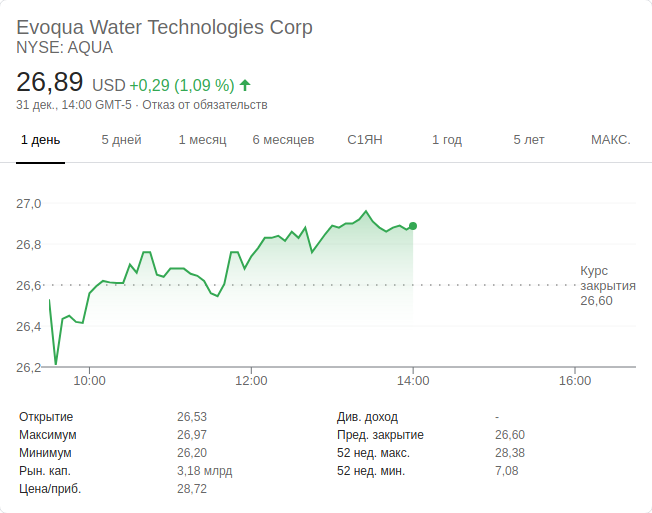 Evoqua Water Technologies Corp
NYSE: AQUA
26,89 USD +0,29 (1,09 %)
31 дек., 14:00 GMT-5 · Отказ от обязательств
1 день 5 дней 1 месяц 6 месяцев С1ЯН 1 год 5 лет МАКС.
27,0
26,8
26,6
26,4
26,2
Курс
закрытия
26,60
10:00 12:00 14:00 16:00
Открытие 26,53 Див. доход -
Максимум 26,97 Пред. закрытие 26,60
Минимум 26,20 52 нед. макс. 28,38
Рын. кап. 3,18 млрд 52 нед. мин. 7,08
Цена/приб. 28,72